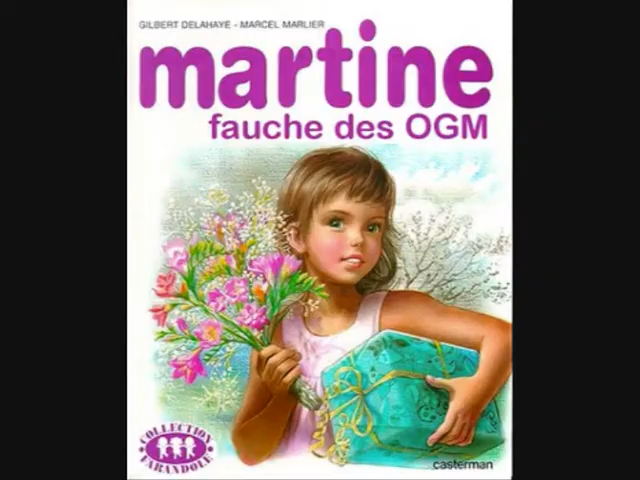 GILBERT DELAHAYE - MARCEL MARLIER
martine
fauche des OGM
COLLECTION
FARANDOLE
casterman